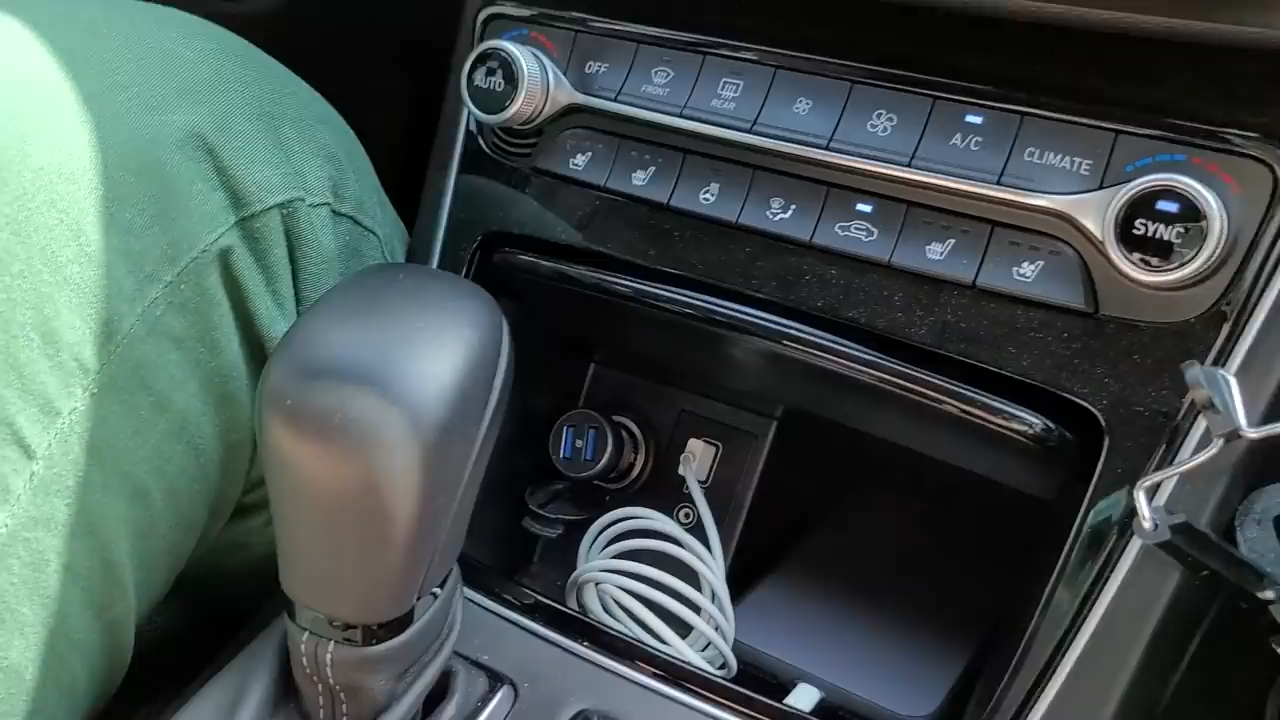 AUTO
OFF
FRONT
REAR
A/C
CLIMATE
SYNC